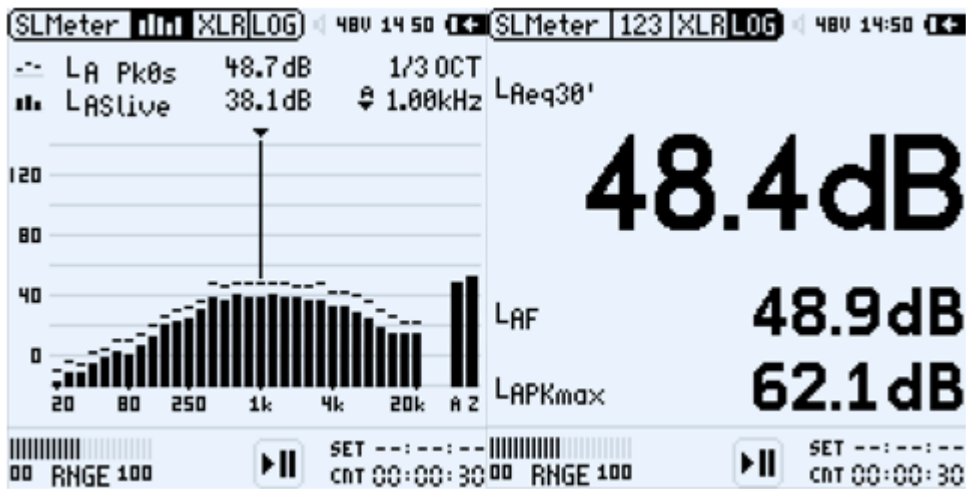 SLMeter XLR LOG 48V 14 50
LA Pk0s 48.7dB 1/3 OCT
LASlive 38.1dB 1.00kHz
120
80
40
0
20 80 250 1k 4k 20k A Z
SET --:--:--
00 RNGE 100 CNT 00:00:30
SLMeter 123 XLR LOG 48V 14:50
LAeq30'
48.4dB
LAF 48.9dB
LAPKmax 62.1dB
SET --:--:--
00 RNGE 100 CNT 00:00:30